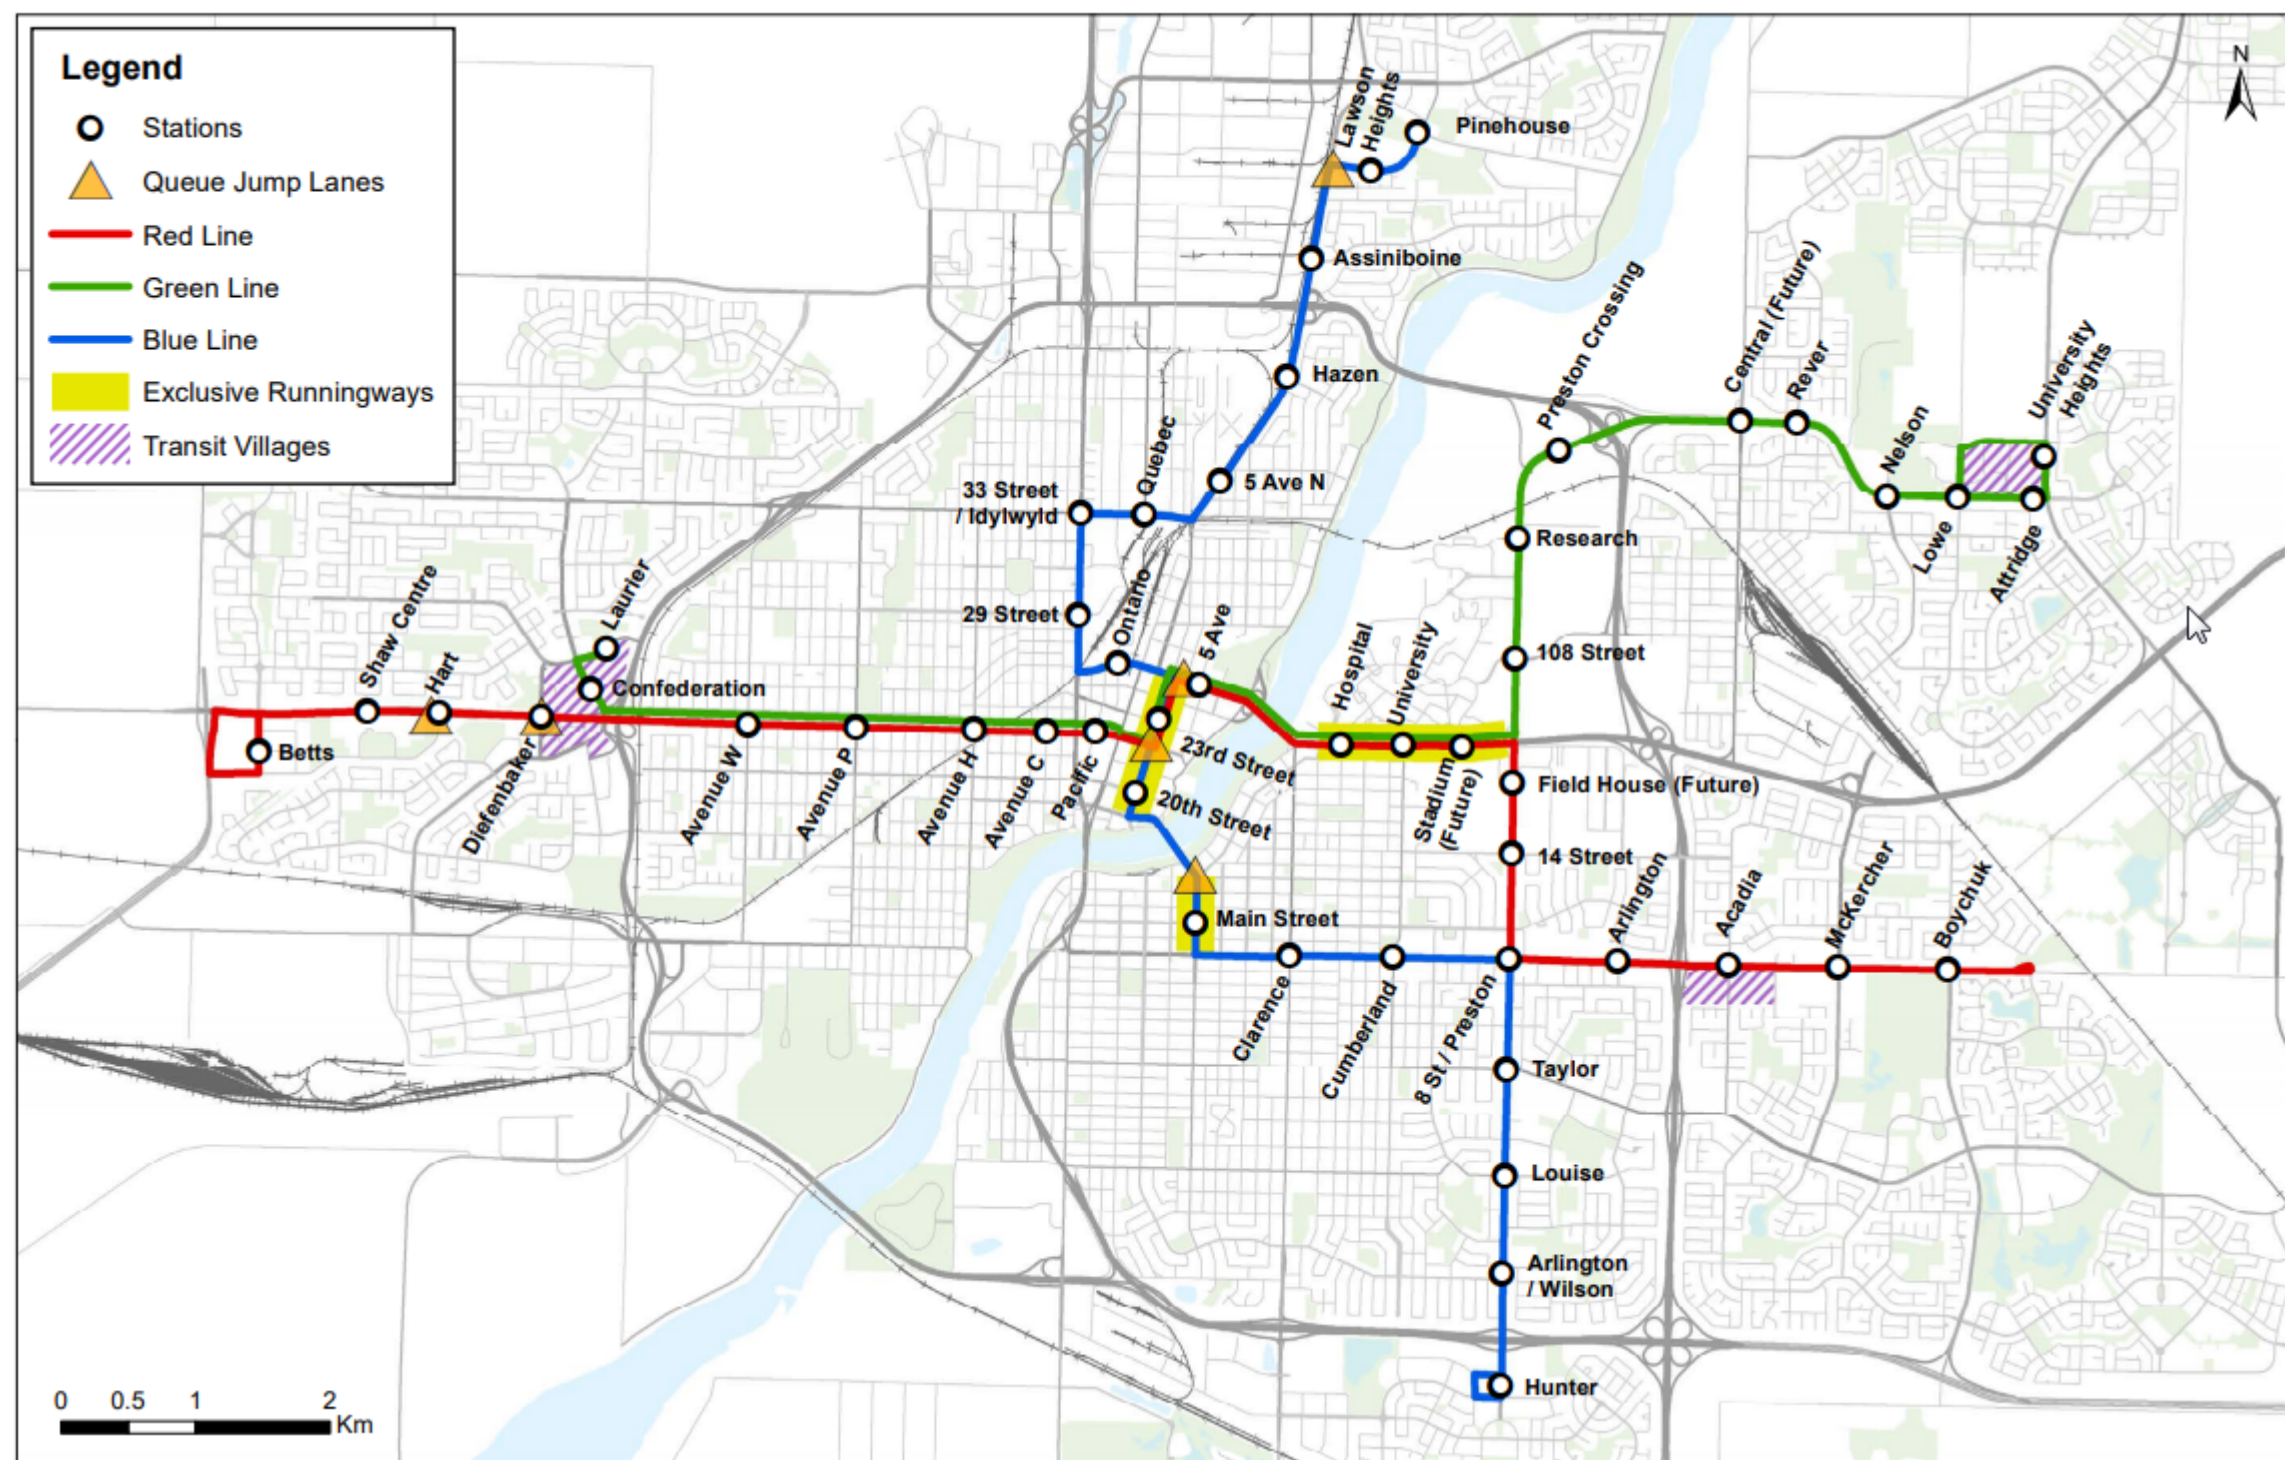 Legend
Stations
Queue Jump Lanes
Red Line
Green Line
Blue Line
Exclusive Runningways
Transit Villages
N
Lawson
Heights
Pinehouse
Assiniboine
Hazen
Quebec
5 Ave N
33 Street
/ Idylwyld
29 Street
Ontario
5 Ave
Preston Crossing
Central (Future)
Rever
Nelson
University
Heights
Lowe
Attridge
Research
108 Street
Hospital
University
Stadium
(Future)
Shaw Centre
Hart
Laurier
Confederation
Betts
Diefenbaker
Avenue W
Avenue P
Avenue H
Avenue C
Pacific
23rd Street
20th Street
Field House (Future)
14 Street
Main Street
Arlington
Acadia
McKercher
Boychuk
Clarence
Cumberland
8 St / Preston
Taylor
Louise
Arlington
/ Wilson
Hunter
0 0.5 1 2
Km